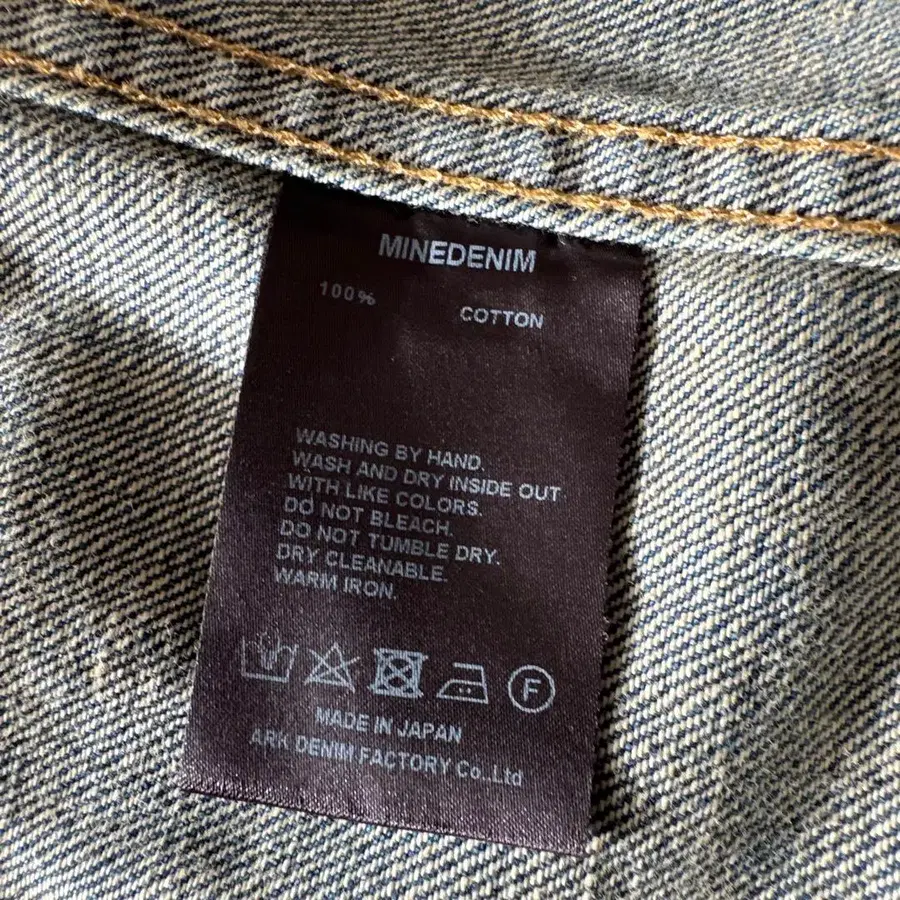 MINEDENIM
100% COTTON
WASHING BY HAND.
WASH AND DRY INSIDE OUT
WITH LIKE COLORS.
DO NOT BLEACH.
DO NOT TUMBLE DRY.
DRY CLEANABLE.
WARM IRON.
F
MADE IN JAPAN
ARK DENIM FACTORY Co.,Ltd